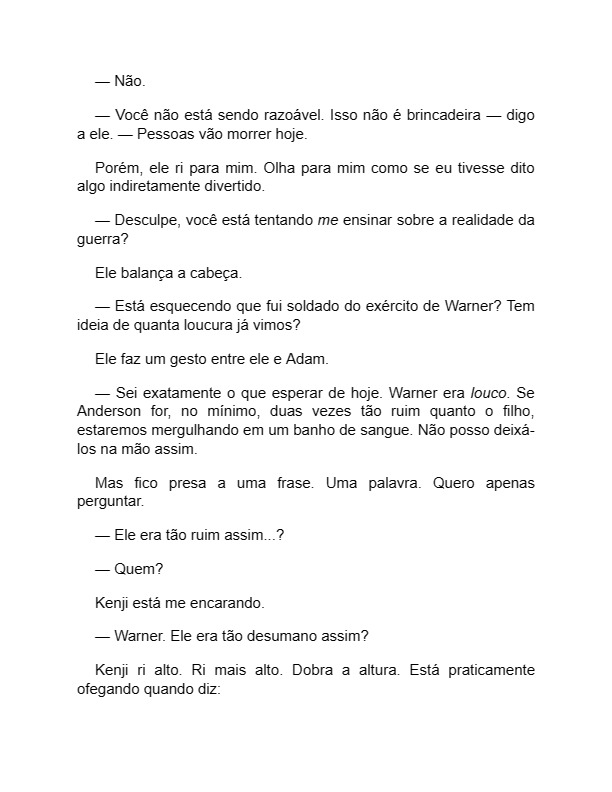 — Não.
— Você não está sendo razoável. Isso não é brincadeira — digo
a ele. — Pessoas vão morrer hoje.
Porém, ele ri para mim. Olha para mim como se eu tivesse dito
algo indiretamente divertido.
— Desculpe, você está tentando me ensinar sobre a realidade da
guerra?
Ele balança a cabeça.
— Está esquecendo que fui soldado do exército de Warner? Tem
ideia de quanta loucura já vimos?
Ele faz um gesto entre ele e Adam.
— Sei exatamente o que esperar de hoje. Warner era louco. Se
Anderson for, no mínimo, duas vezes tão ruim quanto o filho,
estaremos mergulhando em um banho de sangue. Não posso deixá-
los na mão assim.
Mas fico presa a uma frase. Uma palavra. Quero apenas
perguntar.
— Ele era tão ruim assim...?
— Quem?
Kenji está me encarando.
— Warner. Ele era tão desumano assim?
Kenji ri alto. Ri mais alto. Dobra a altura. Está praticamente
ofegando quando diz: